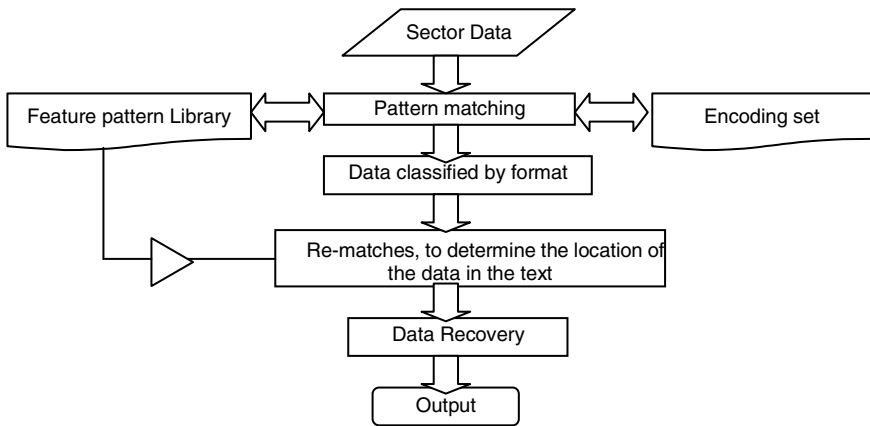 Sector Data
Feature pattern Library
Pattern matching
Encoding set
Data classified by format
Re-matches, to determine the location of
the data in the text
Data Recovery
Output